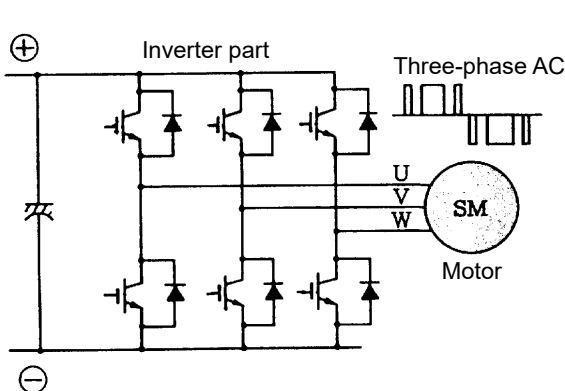 ⊕
Inverter part
Three-phase AC
U
V
W
SM
Motor
⊖